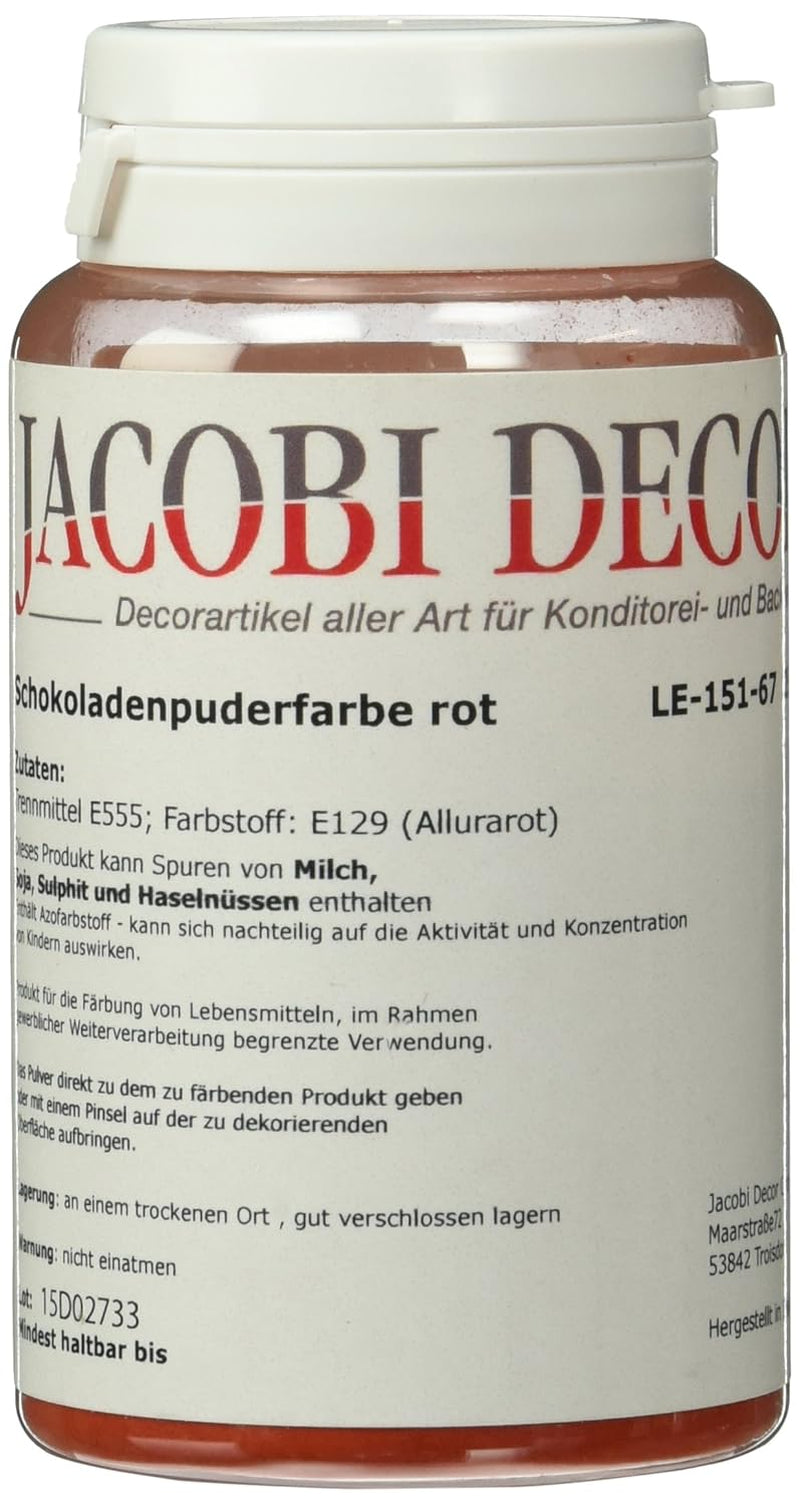 JACOBI DECO
Decorartikel aller Art für Konditorei- und Bac
Schokoladenpuderfarbe rot LE-151-67
Zutaten:
Trennmittel E555; Farbstoff: E129 (Allurarot)
Dieses Produkt kann Spuren von Milch,
Soja, Sulphit und Haselnüssen enthalten
Enthält Azofarbstoff - kann sich nachteilig auf die Aktivität und Konzentration
von Kindern auswirken.
Produkt für die Färbung von Lebensmitteln, im Rahmen
gewerblicher Weiterverarbeitung begrenzte Verwendung.
Das Pulver direkt zu dem zu färbenden Produkt geben
oder mit einem Pinsel auf der zu dekorierenden
Oberfläche aufbringen.
Lagerung: an einem trockenen Ort , gut verschlossen lagern
Warnung: nicht einatmen
Lot: 15D02733
Mindest haltbar bis
Jacobi Decor
Maarstraße72
53842 Troisdo
Hergestellt in